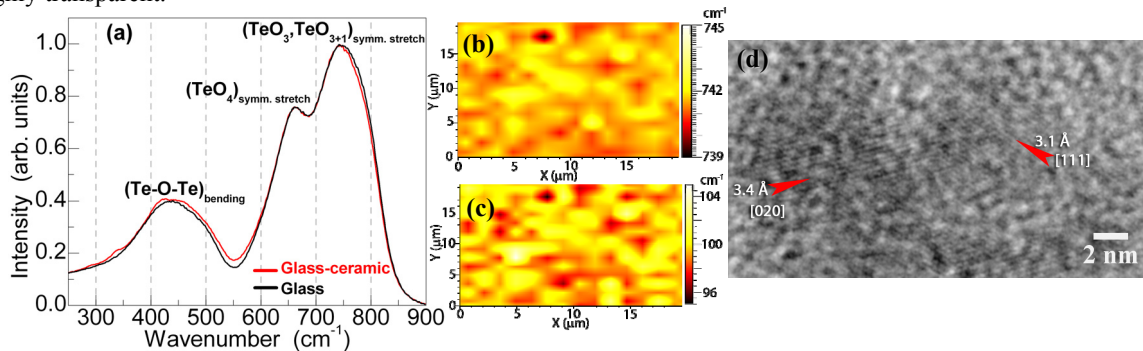 ghly transparent.
(a)
(TeO3,TeO3+1)symm. stretch
(TeO4)symm. stretch
(Te-O-Te)bending
Glass-ceramic
Glass
Intensity (arb. units)
1.0
0.8
0.6
0.4
0.2
0.0
300 400 500 600 700 800 900
Wavenumber (cm-1)
(b)
cm-1
745
742
739
Y (µm)
15
10
5
0
0 5 10 15
X (µm)
(c)
cm-1
104
100
96
Y (µm)
15
10
5
0
0 5 10 15
X (µm)
(d)
3.1 Å
[111]
3.4 Å
[020]
2 nm